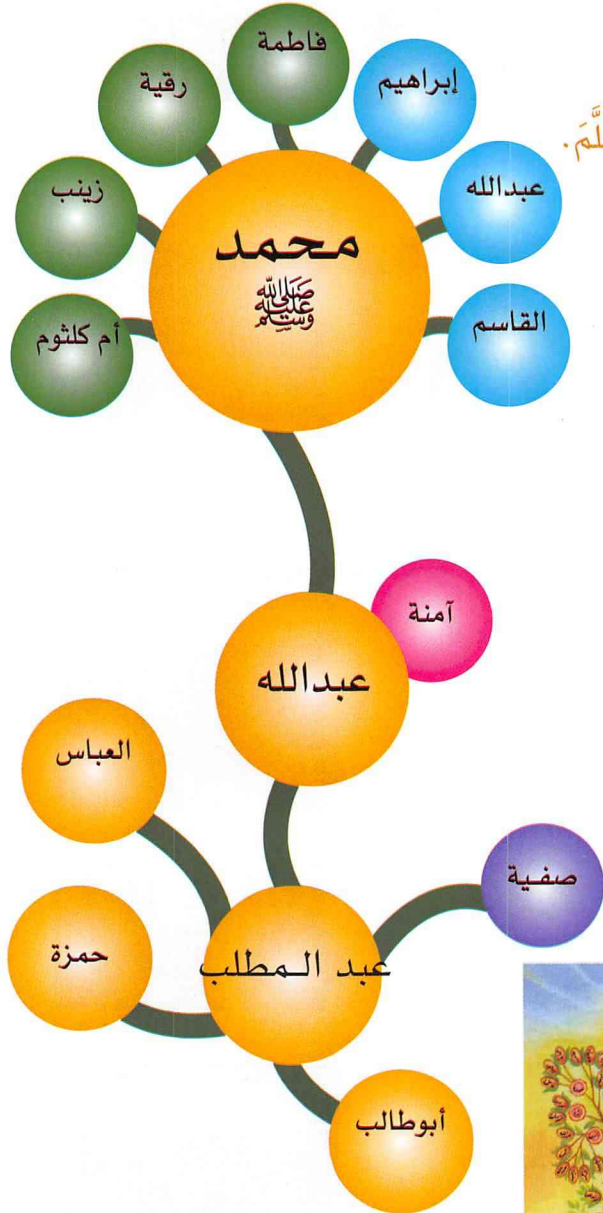 فاطمة
إبراهيم
رقية
عبدالله
زينب
القاسم
أم كلثوم
محمد
صلى الله عليه وسلم
آمنة
عبدالله
العباس
صفية
حمزة
عبد المطلب
أبوطالب